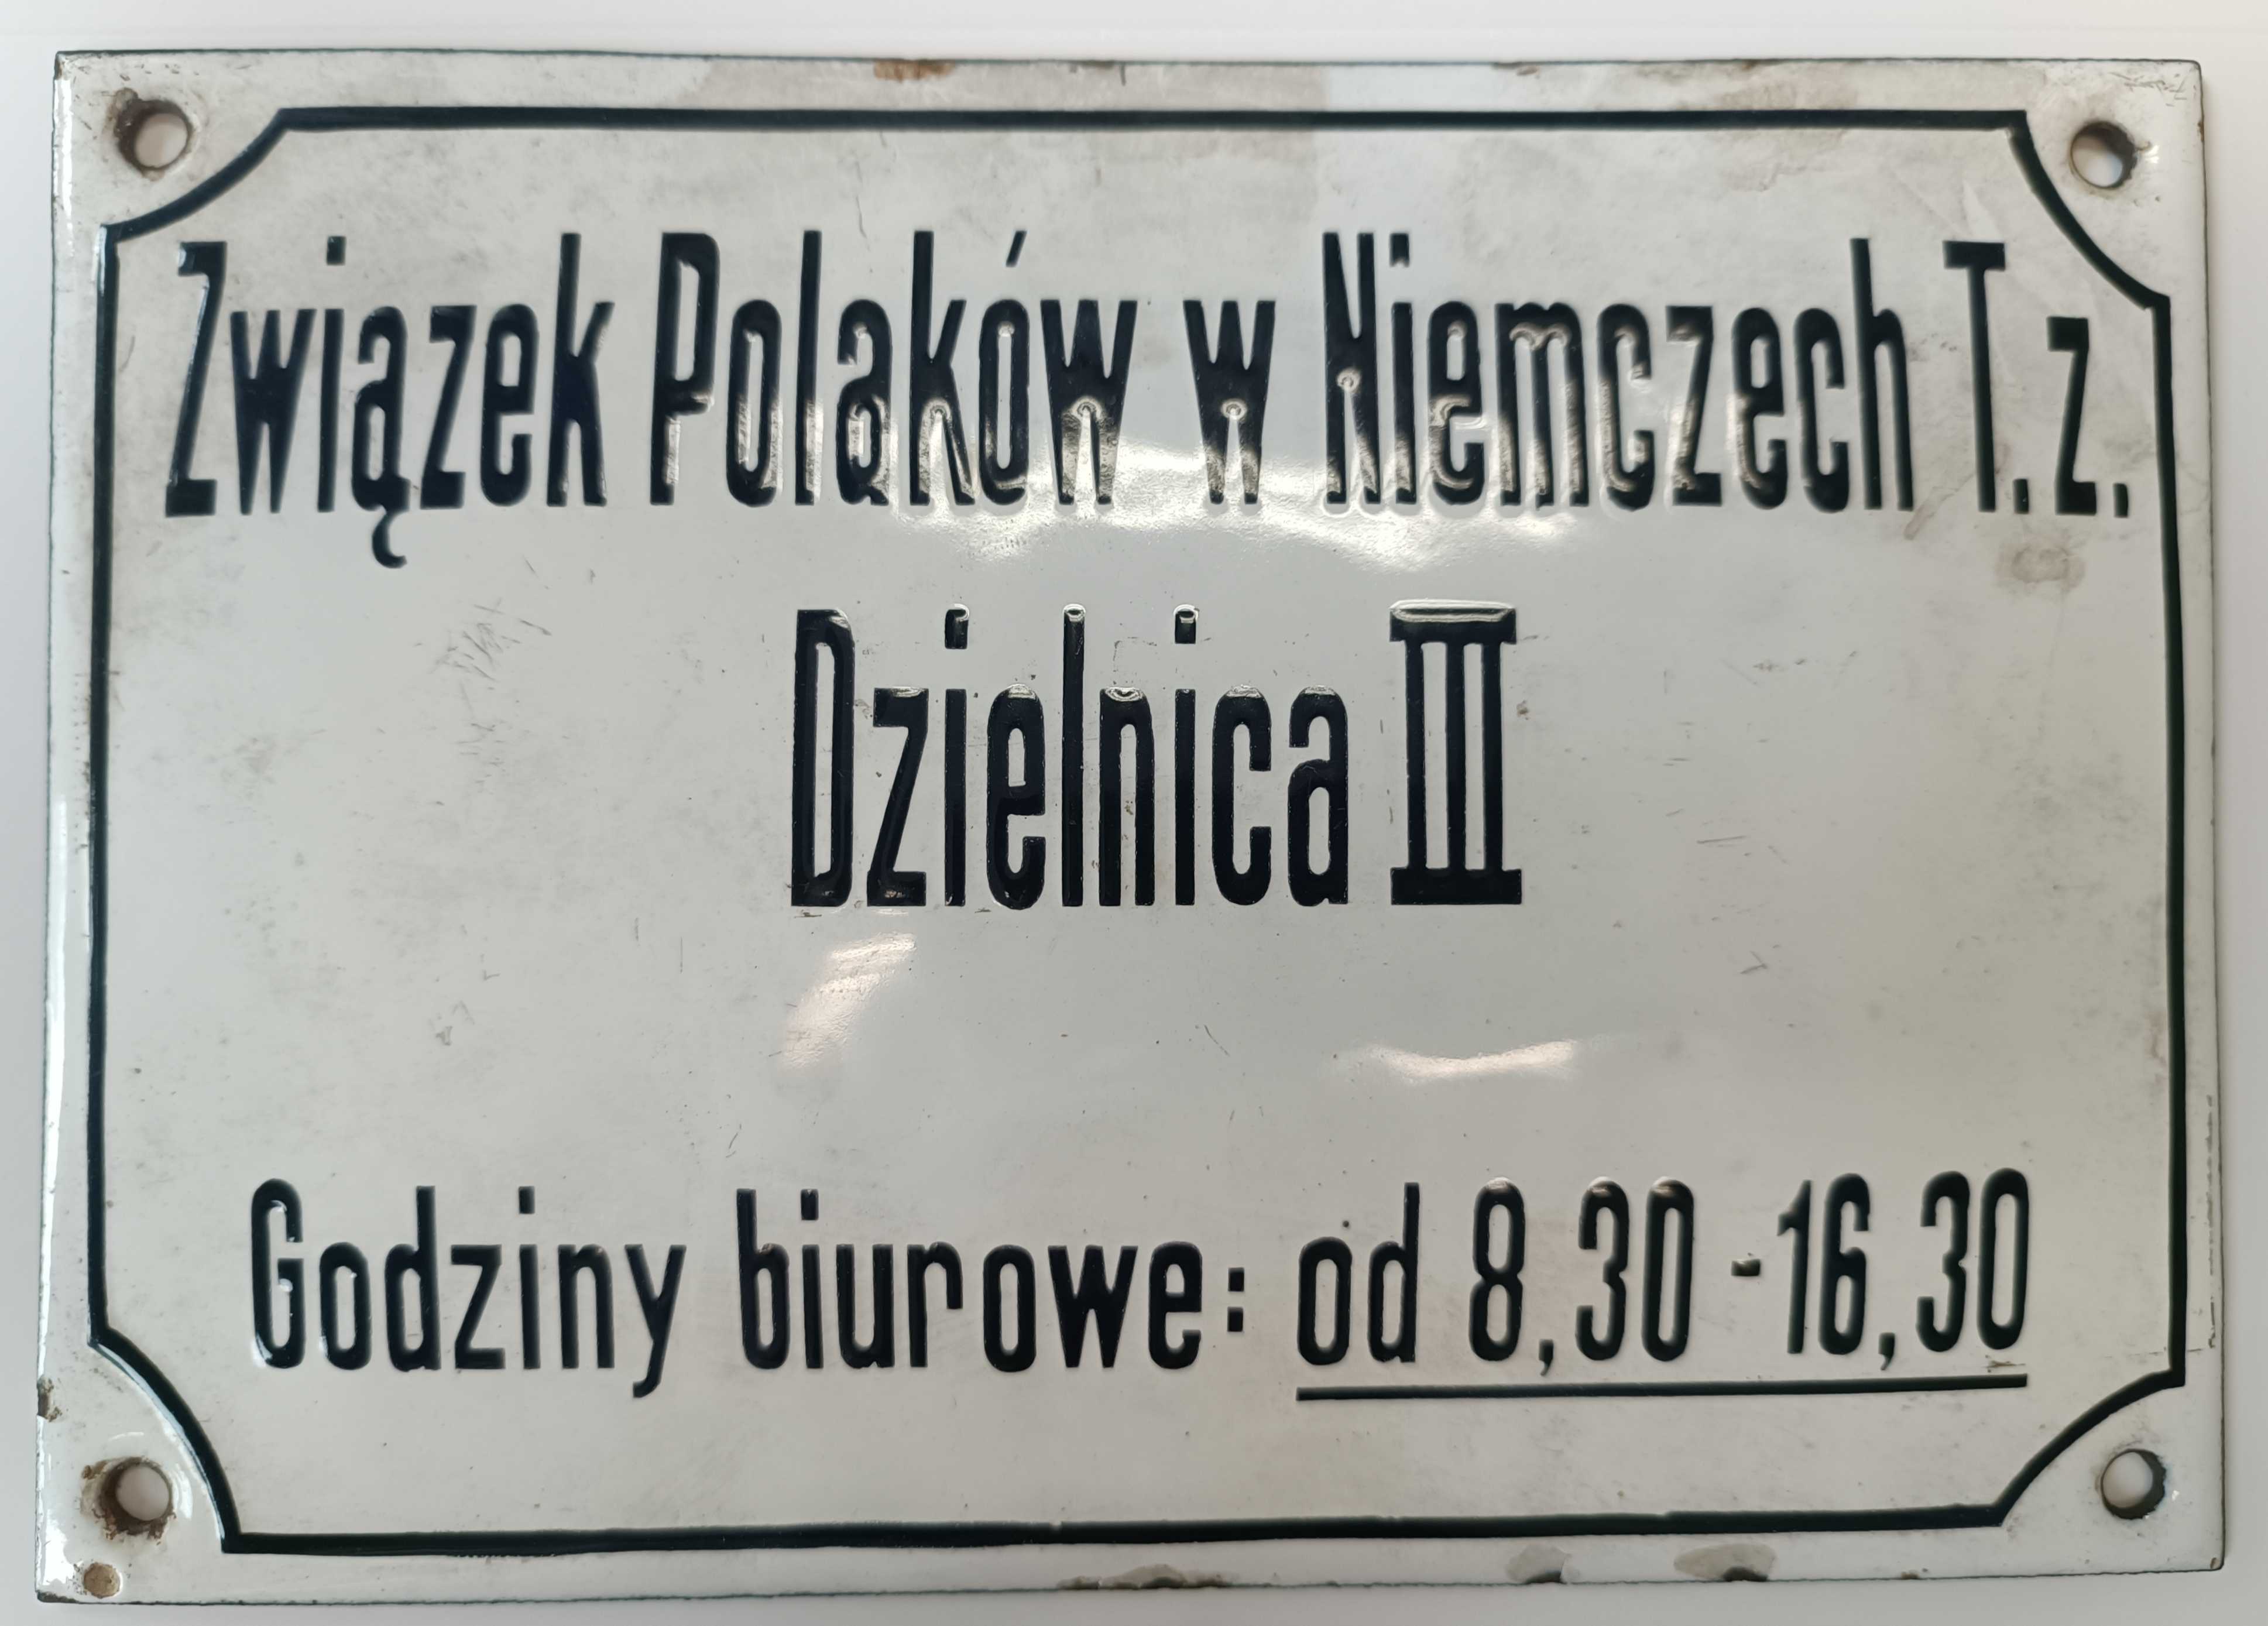 Związek Polaków w Niemczech T. z.
Dzielnica III
Godziny biurowe: od 8,30 -16,30